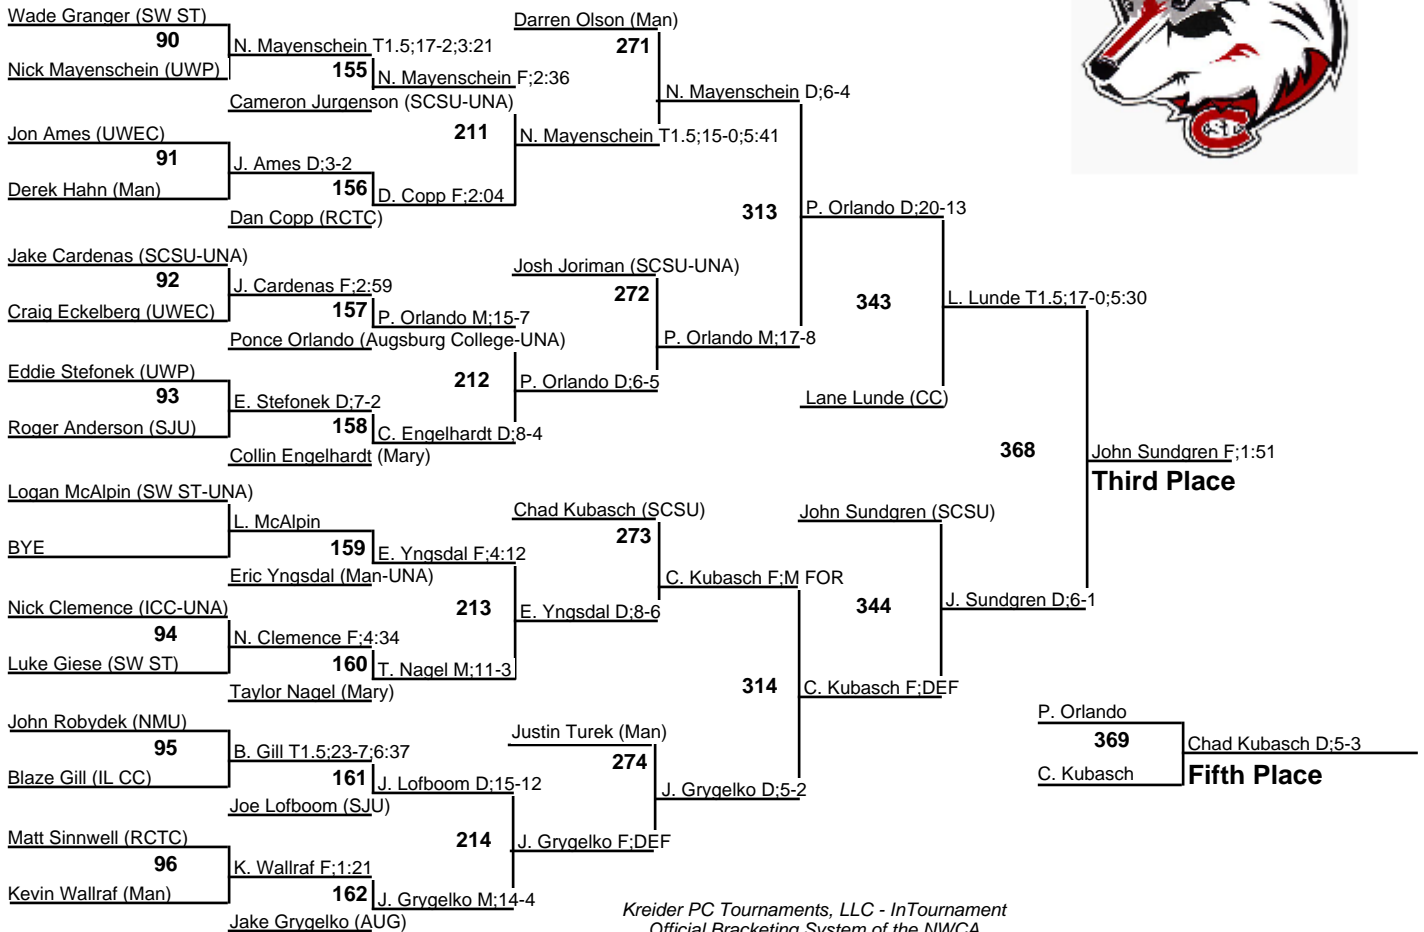 Wade Granger (SW ST)
90
Nick Mayenschein (UWP)
N. Mayenschein T1.5;17-2;3:21
155
Cameron Jurgenson (SCSU-UNA)
N. Mayenschein F;2:36
Jon Ames (UWEC)
91
Derek Hahn (Man)
J. Ames D;3-2
156
Dan Copp (RCTC)
D. Copp F;2:04
211
N. Mayenschein T1.5;15-0;5:41
Darren Olson (Man)
271
N. Mayenschein D;6-4
Jake Cardenas (SCSU-UNA)
92
Craig Eckelberg (UWEC)
J. Cardenas F;2:59
157
Ponce Orlando (Augsburg College-UNA)
P. Orlando M;15-7
Eddie Stefonek (UWP)
93
Roger Anderson (SJU)
E. Stefonek D;7-2
158
Collin Engelhardt (Mary)
C. Engelhardt D;8-4
212
P. Orlando D;6-5
Josh Joriman (SCSU-UNA)
272
P. Orlando M;17-8
313
P. Orlando D;20-13
343
Lane Lunde (CC)
L. Lunde T1.5;17-0;5:30
Logan McAlpin (SW ST-UNA)
BYE
L. McAlpin
159
Eric Yngsdal (Man-UNA)
E. Yngsdal F;4:12
Nick Clemence (ICC-UNA)
94
Luke Giese (SW ST)
N. Clemence F;4:34
160
Taylor Nagel (Mary)
T. Nagel M;11-3
213
E. Yngsdal D;8-6
Chad Kubasch (SCSU)
273
C. Kubasch F;M FOR
John Robydek (NMU)
95
Blaze Gill (IL CC)
B. Gill T1.5;23-7;6:37
161
Joe Lofboom (SJU)
J. Lofboom D;15-12
Matt Sinnwell (RCTC)
96
Kevin Wallraf (Man)
K. Wallraf F;1:21
162
Jake Grygelko (AUG)
J. Grygelko M;14-4
214
J. Grygelko F;DEF
Justin Turek (Man)
274
J. Grygelko D;5-2
314
C. Kubasch F;DEF
John Sundgren (SCSU)
344
J. Sundgren D;6-1
368
John Sundgren F;1:51
Third Place
P. Orlando
369
C. Kubasch
Chad Kubasch D;5-3
Fifth Place
Kreider PC Tournaments, LLC - InTournament
Official Bracketing System of the NWCA